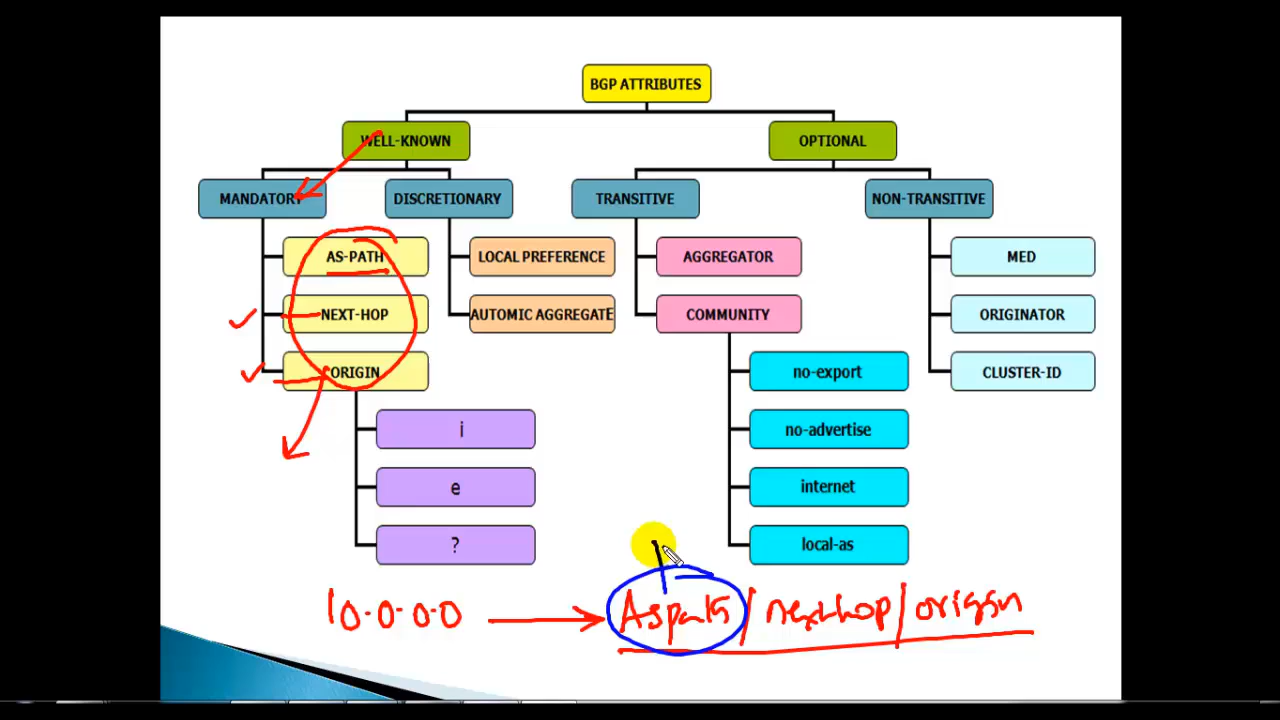 BGP ATTRIBUTES
WELL-KNOWN OPTIONAL
MANDATORY DISCRETIONARY TRANSITIVE NON-TRANSITIVE
AS-PATH LOCAL PREFERENCE AGGREGATOR MED
NEXT-HOP AUTOMIC AGGREGATE COMMUNITY ORIGINATOR
ORIGIN no-export CLUSTER-ID
i no-advertise
e internet
? local-as
10.0.0.0 Aspath/nexthop/origin